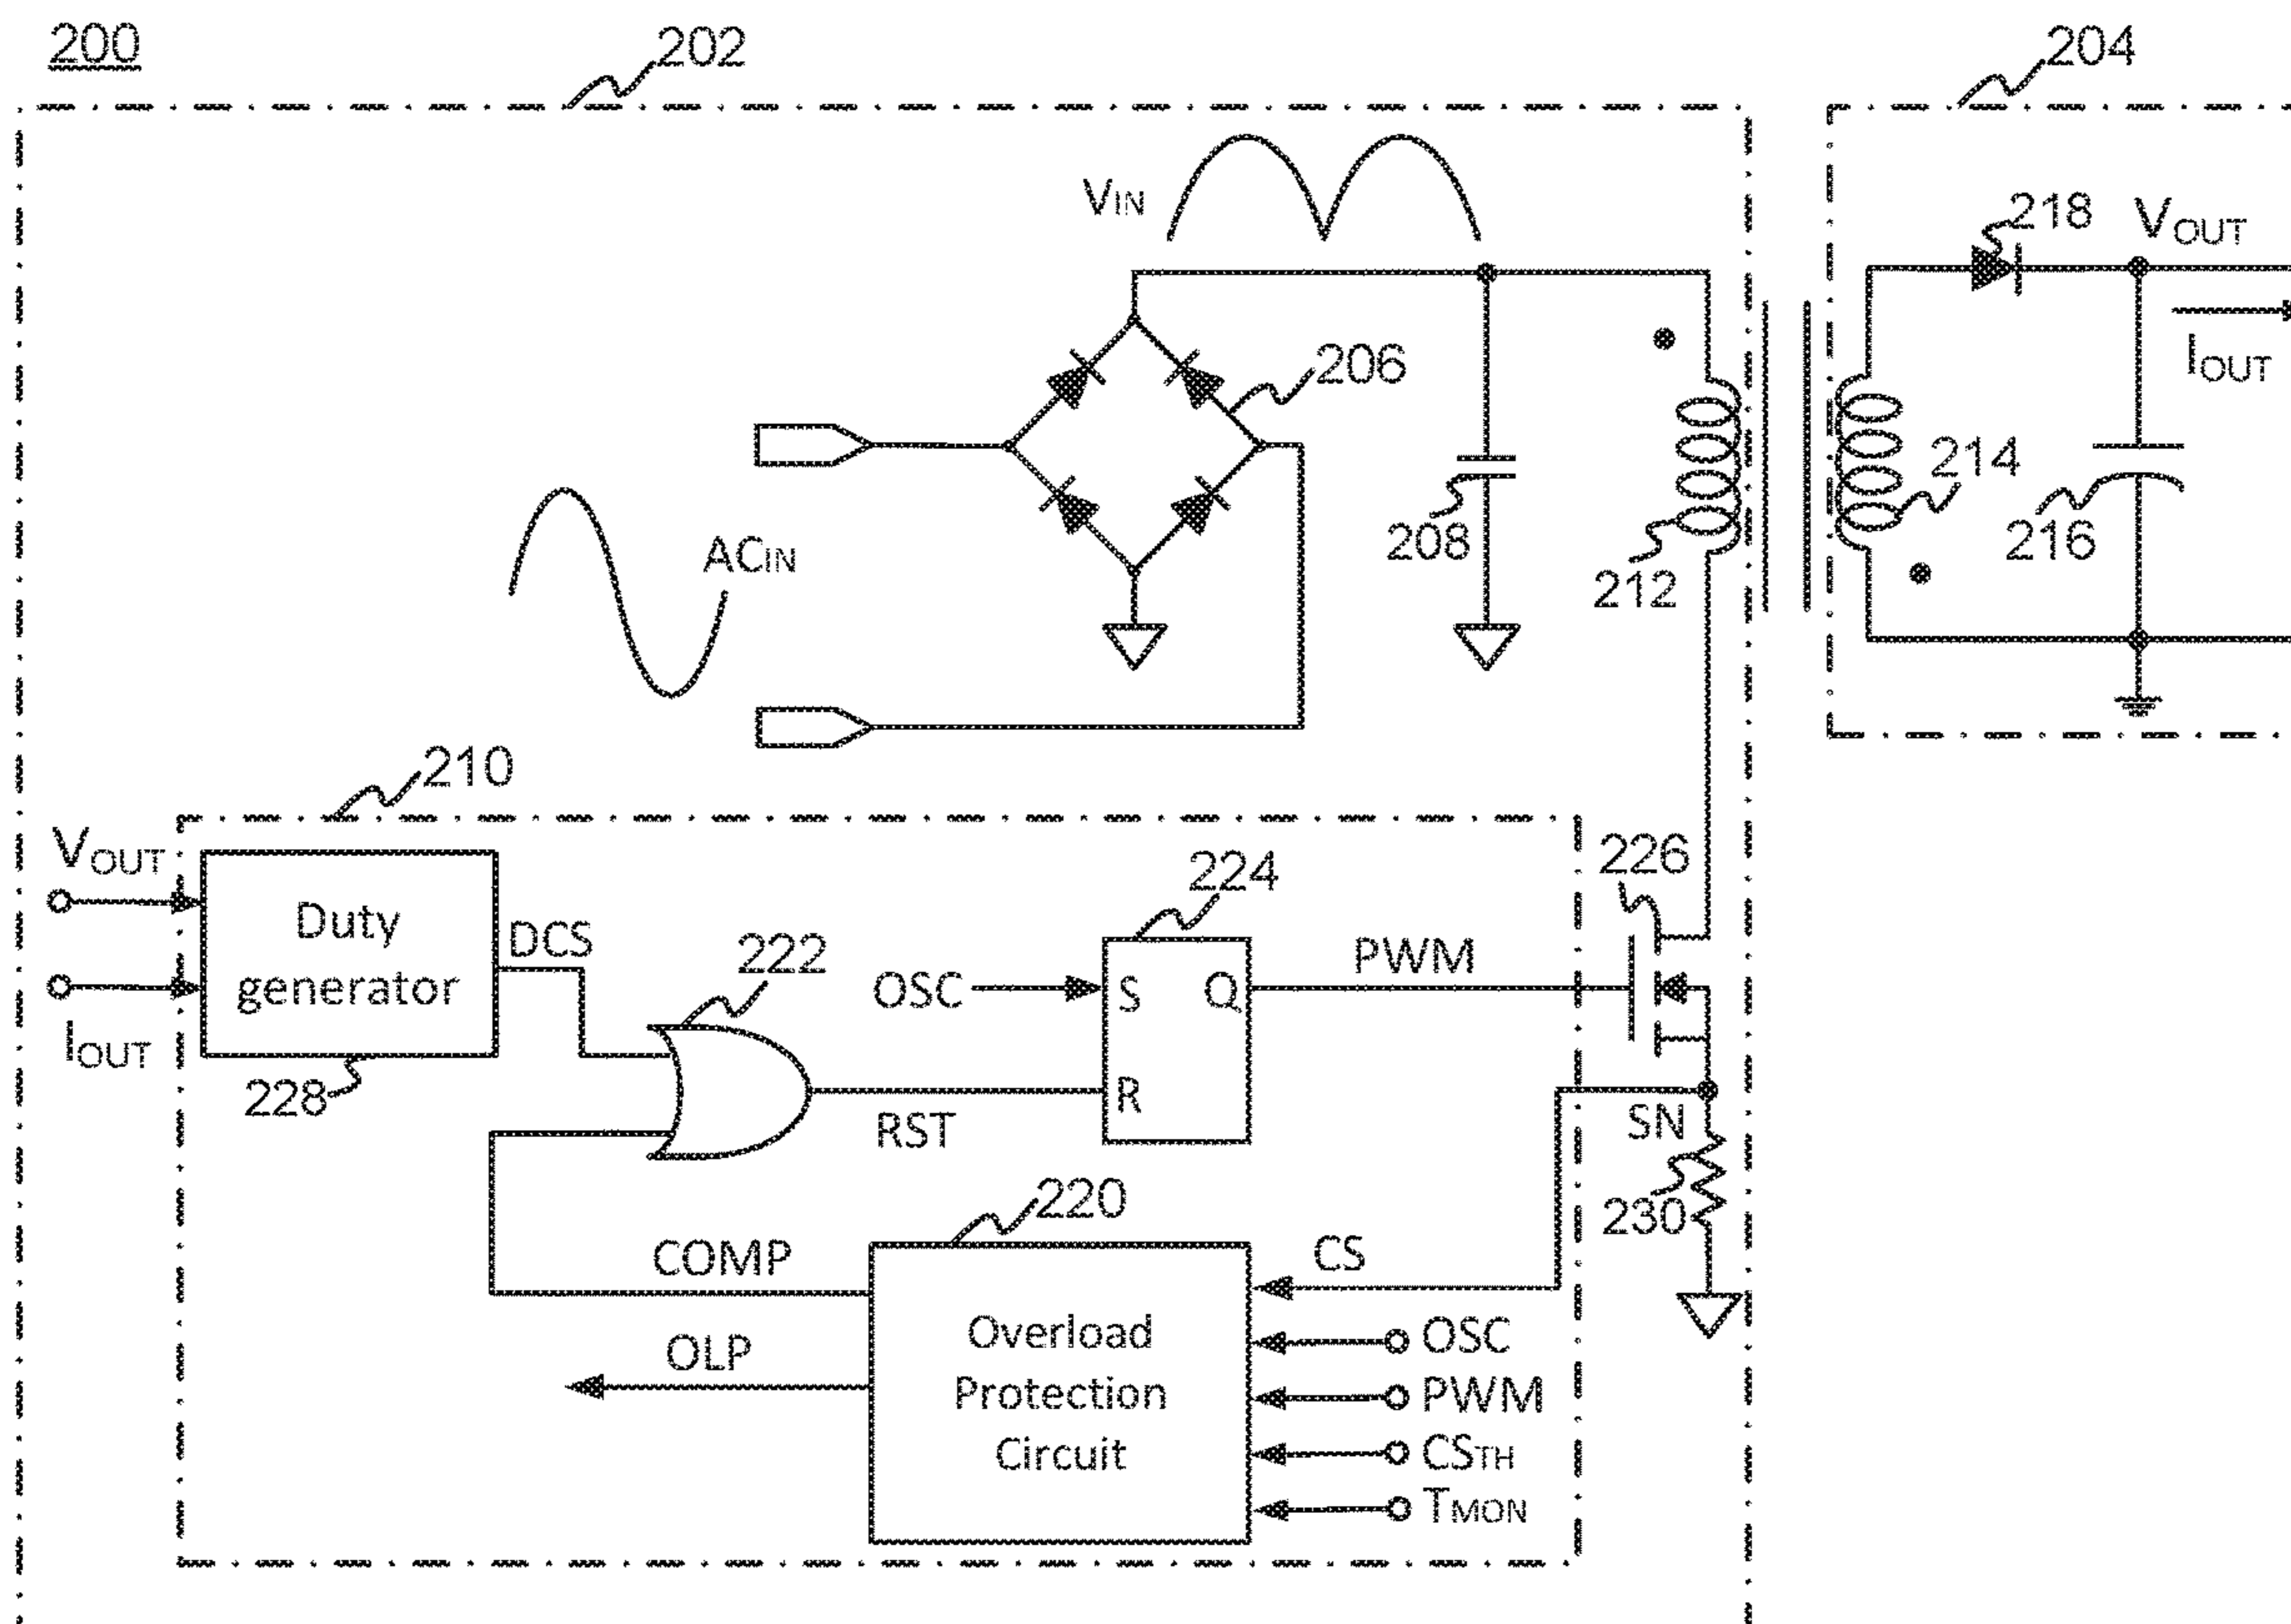 200
202
204
VIN
218
VOUT
IOUT
206
214
208
216
212
ACIN
210
VOUT
IOUT
Duty
generator
228
DCS
222
224
OSC
S
Q
R
PWM
226
RST
SN
230
220
COMP
OLP
Overload
Protection
Circuit
CS
OSC
PWM
CSTH
TMON